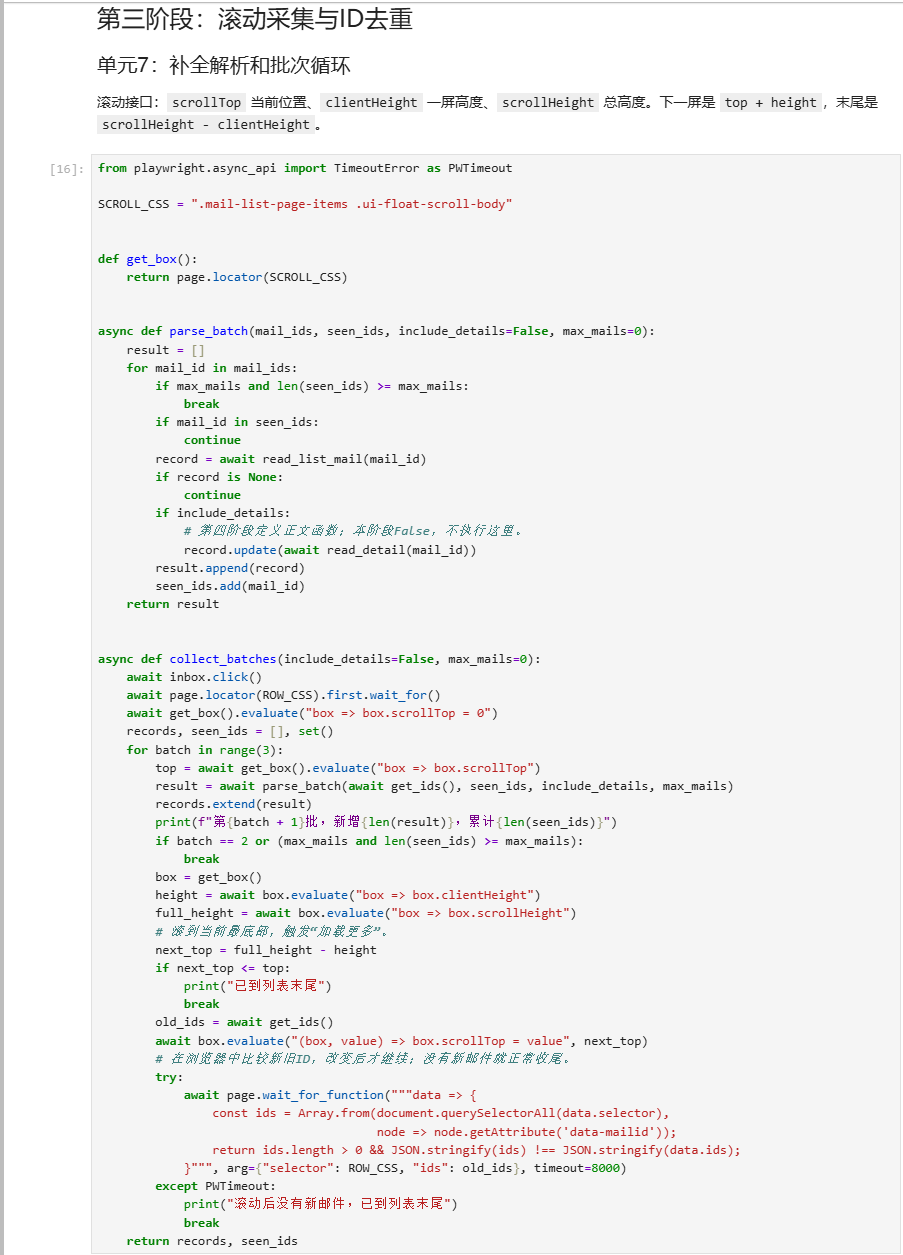 第三阶段：滚动采集与ID去重
单元7：补全解析和批次循环
滚动接口： scrollTop 当前位置、 clientHeight 一屏高度、 scrollHeight 总高度。下一屏是 top + height ，末尾是
scrollHeight - clientHeight 。
[16]:
from playwright.async_api import TimeoutError as PWTimeout
SCROLL_CSS = ".mail-list-page-items .ui-float-scroll-body"
def get_box():
    return page.locator(SCROLL_CSS)
async def parse_batch(mail_ids, seen_ids, include_details=False, max_mails=0):
    result = []
    for mail_id in mail_ids:
        if max_mails and len(seen_ids) >= max_mails:
            break
        if mail_id in seen_ids:
            continue
        record = await read_list_mail(mail_id)
        if record is None:
            continue
        if include_details:
            # 第四阶段定义正文函数；本阶段False，不执行这里。
            record.update(await read_detail(mail_id))
        result.append(record)
        seen_ids.add(mail_id)
    return result
async def collect_batches(include_details=False, max_mails=0):
    await inbox.click()
    await page.locator(ROW_CSS).first.wait_for()
    await get_box().evaluate("box => box.scrollTop = 0")
    records, seen_ids = [], set()
    for batch in range(3):
        top = await get_box().evaluate("box => box.scrollTop")
        result = await parse_batch(await get_ids(), seen_ids, include_details, max_mails)
        records.extend(result)
        print(f"第{batch + 1}批，新增{len(result)}，累计{len(seen_ids)}")
        if batch == 2 or (max_mails and len(seen_ids) >= max_mails):
            break
        box = get_box()
        height = await box.evaluate("box => box.clientHeight")
        full_height = await box.evaluate("box => box.scrollHeight")
        # 滚到当前最底部，触发“加载更多”。
        next_top = full_height - height
        if next_top <= top:
            print("已到列表末尾")
            break
        old_ids = await get_ids()
        await box.evaluate("(box, value) => box.scrollTop = value", next_top)
        # 在浏览器中比较新旧ID，改变后才继续；没有新邮件就正常收尾。
        try:
            await page.wait_for_function("""data => {
                const ids = Array.from(document.querySelectorAll(data.selector),
                                       node => node.getAttribute('data-mailid'));
                return ids.length > 0 && JSON.stringify(ids) !== JSON.stringify(data.ids);
            }""", arg={"selector": ROW_CSS, "ids": old_ids}, timeout=8000)
        except PWTimeout:
            print("滚动后没有新邮件，已到列表末尾")
            break
    return records, seen_ids